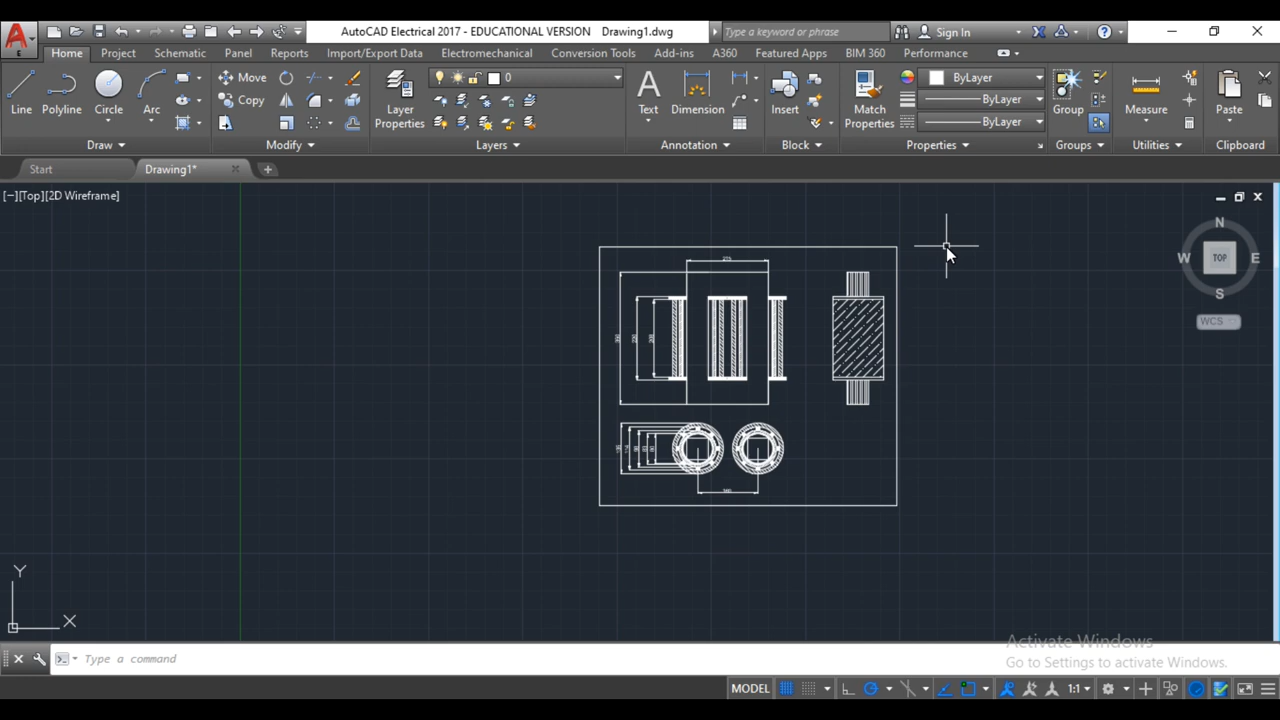 AutoCAD Electrical 2017 - EDUCATIONAL VERSION Drawing1.dwg
Type a keyword or phrase
Sign In
Home Project Schematic Panel Reports Import/Export Data Electromechanical Conversion Tools Add-ins A360 Featured Apps BIM 360 Performance
E
Line Polyline Circle Arc
Move
Copy
Layer Properties
0
Text Dimension
Insert
Match Properties
ByLayer
ByLayer
ByLayer
Group
Measure
Paste
Draw Modify Layers Annotation Block Properties Groups Utilities Clipboard
Start Drawing1*
[−][Top][2D Wireframe]
N
W TOP E
S
WCS
Y
X
Activate Windows
Go to Settings to activate Windows.
Type a command
MODEL 1:1